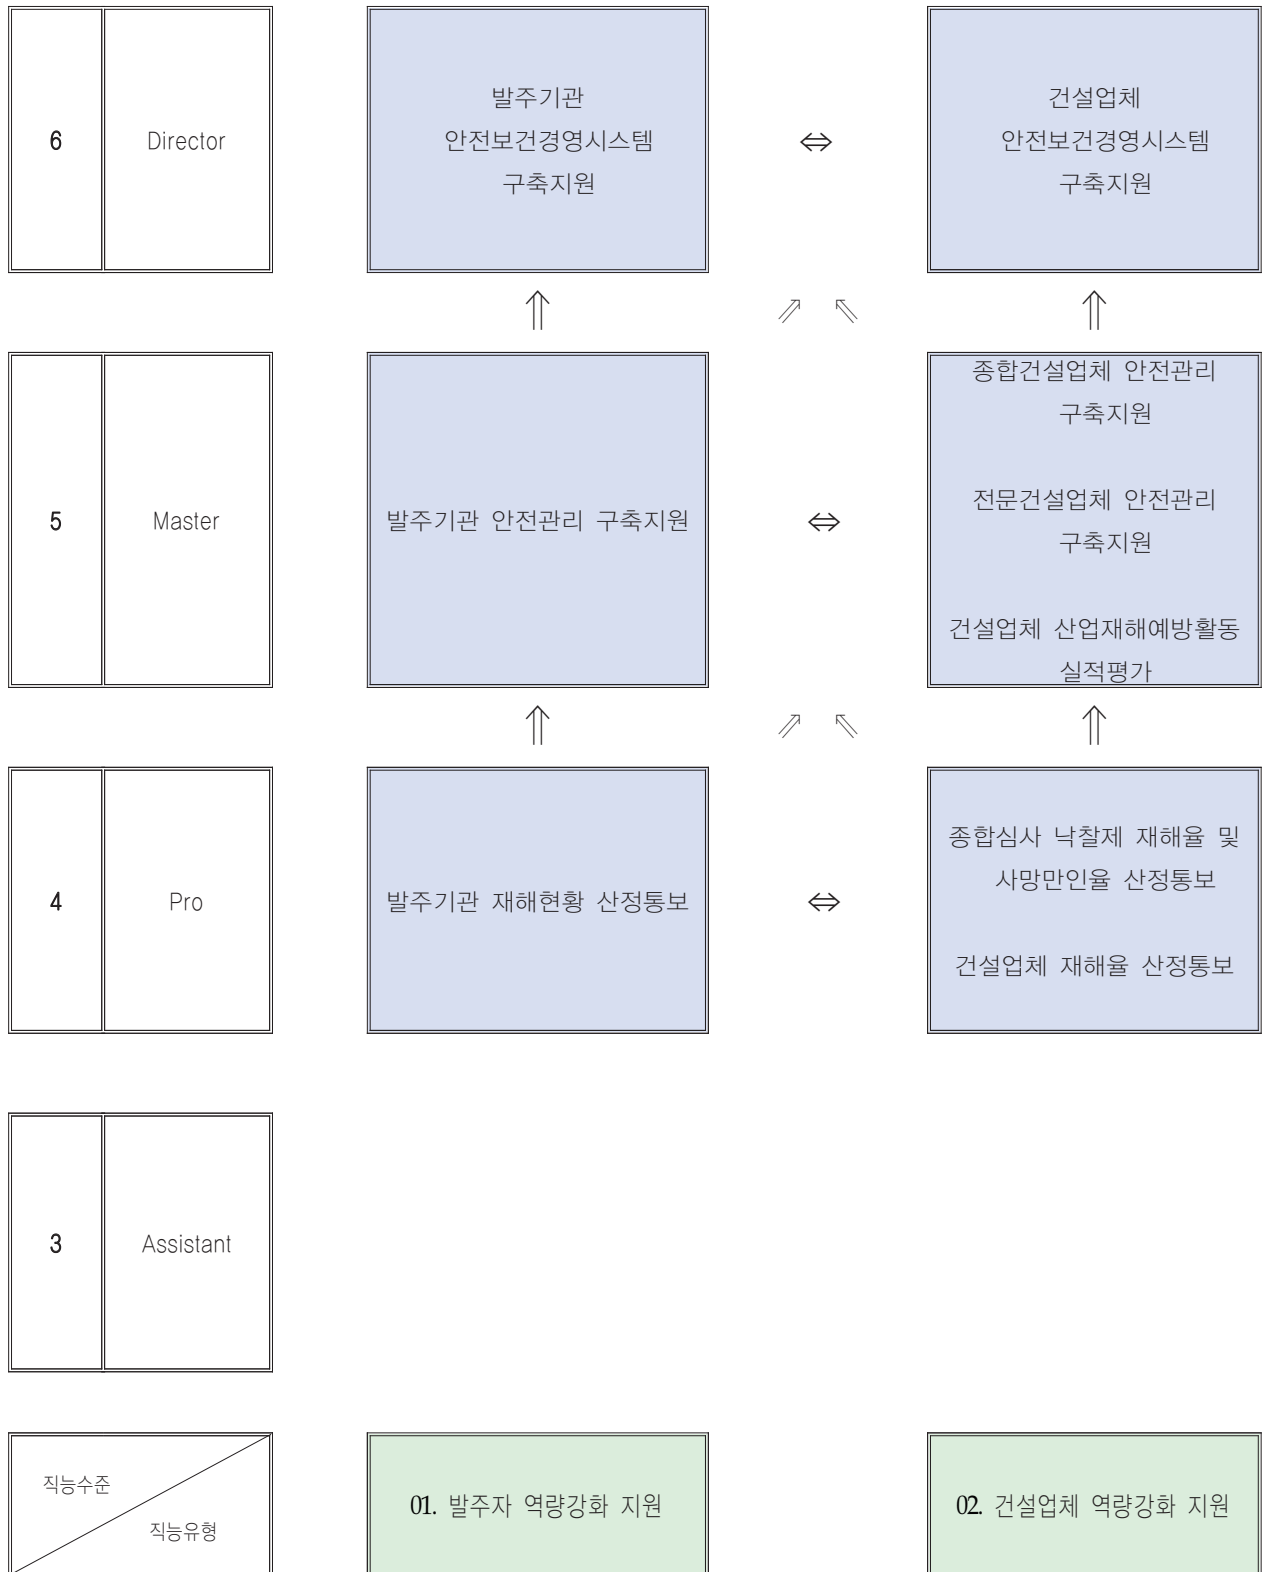 6
Director
발주기관
안전보건경영시스템
구축지원
⇔
건설업체
안전보건경영시스템
구축지원
⇑
⇗ ⇖
⇑
5
Master
발주기관 안전관리 구축지원
⇔
종합건설업체 안전관리
구축지원
전문건설업체 안전관리
구축지원
건설업체 산업재해예방활동
실적평가
⇑
⇗ ⇖
⇑
4
Pro
발주기관 재해현황 산정통보
⇔
종합심사 낙찰제 재해율 및
사망만인율 산정통보
건설업체 재해율 산정통보
3
Assistant
직능수준
직능유형
01. 발주자 역량강화 지원
02. 건설업체 역량강화 지원